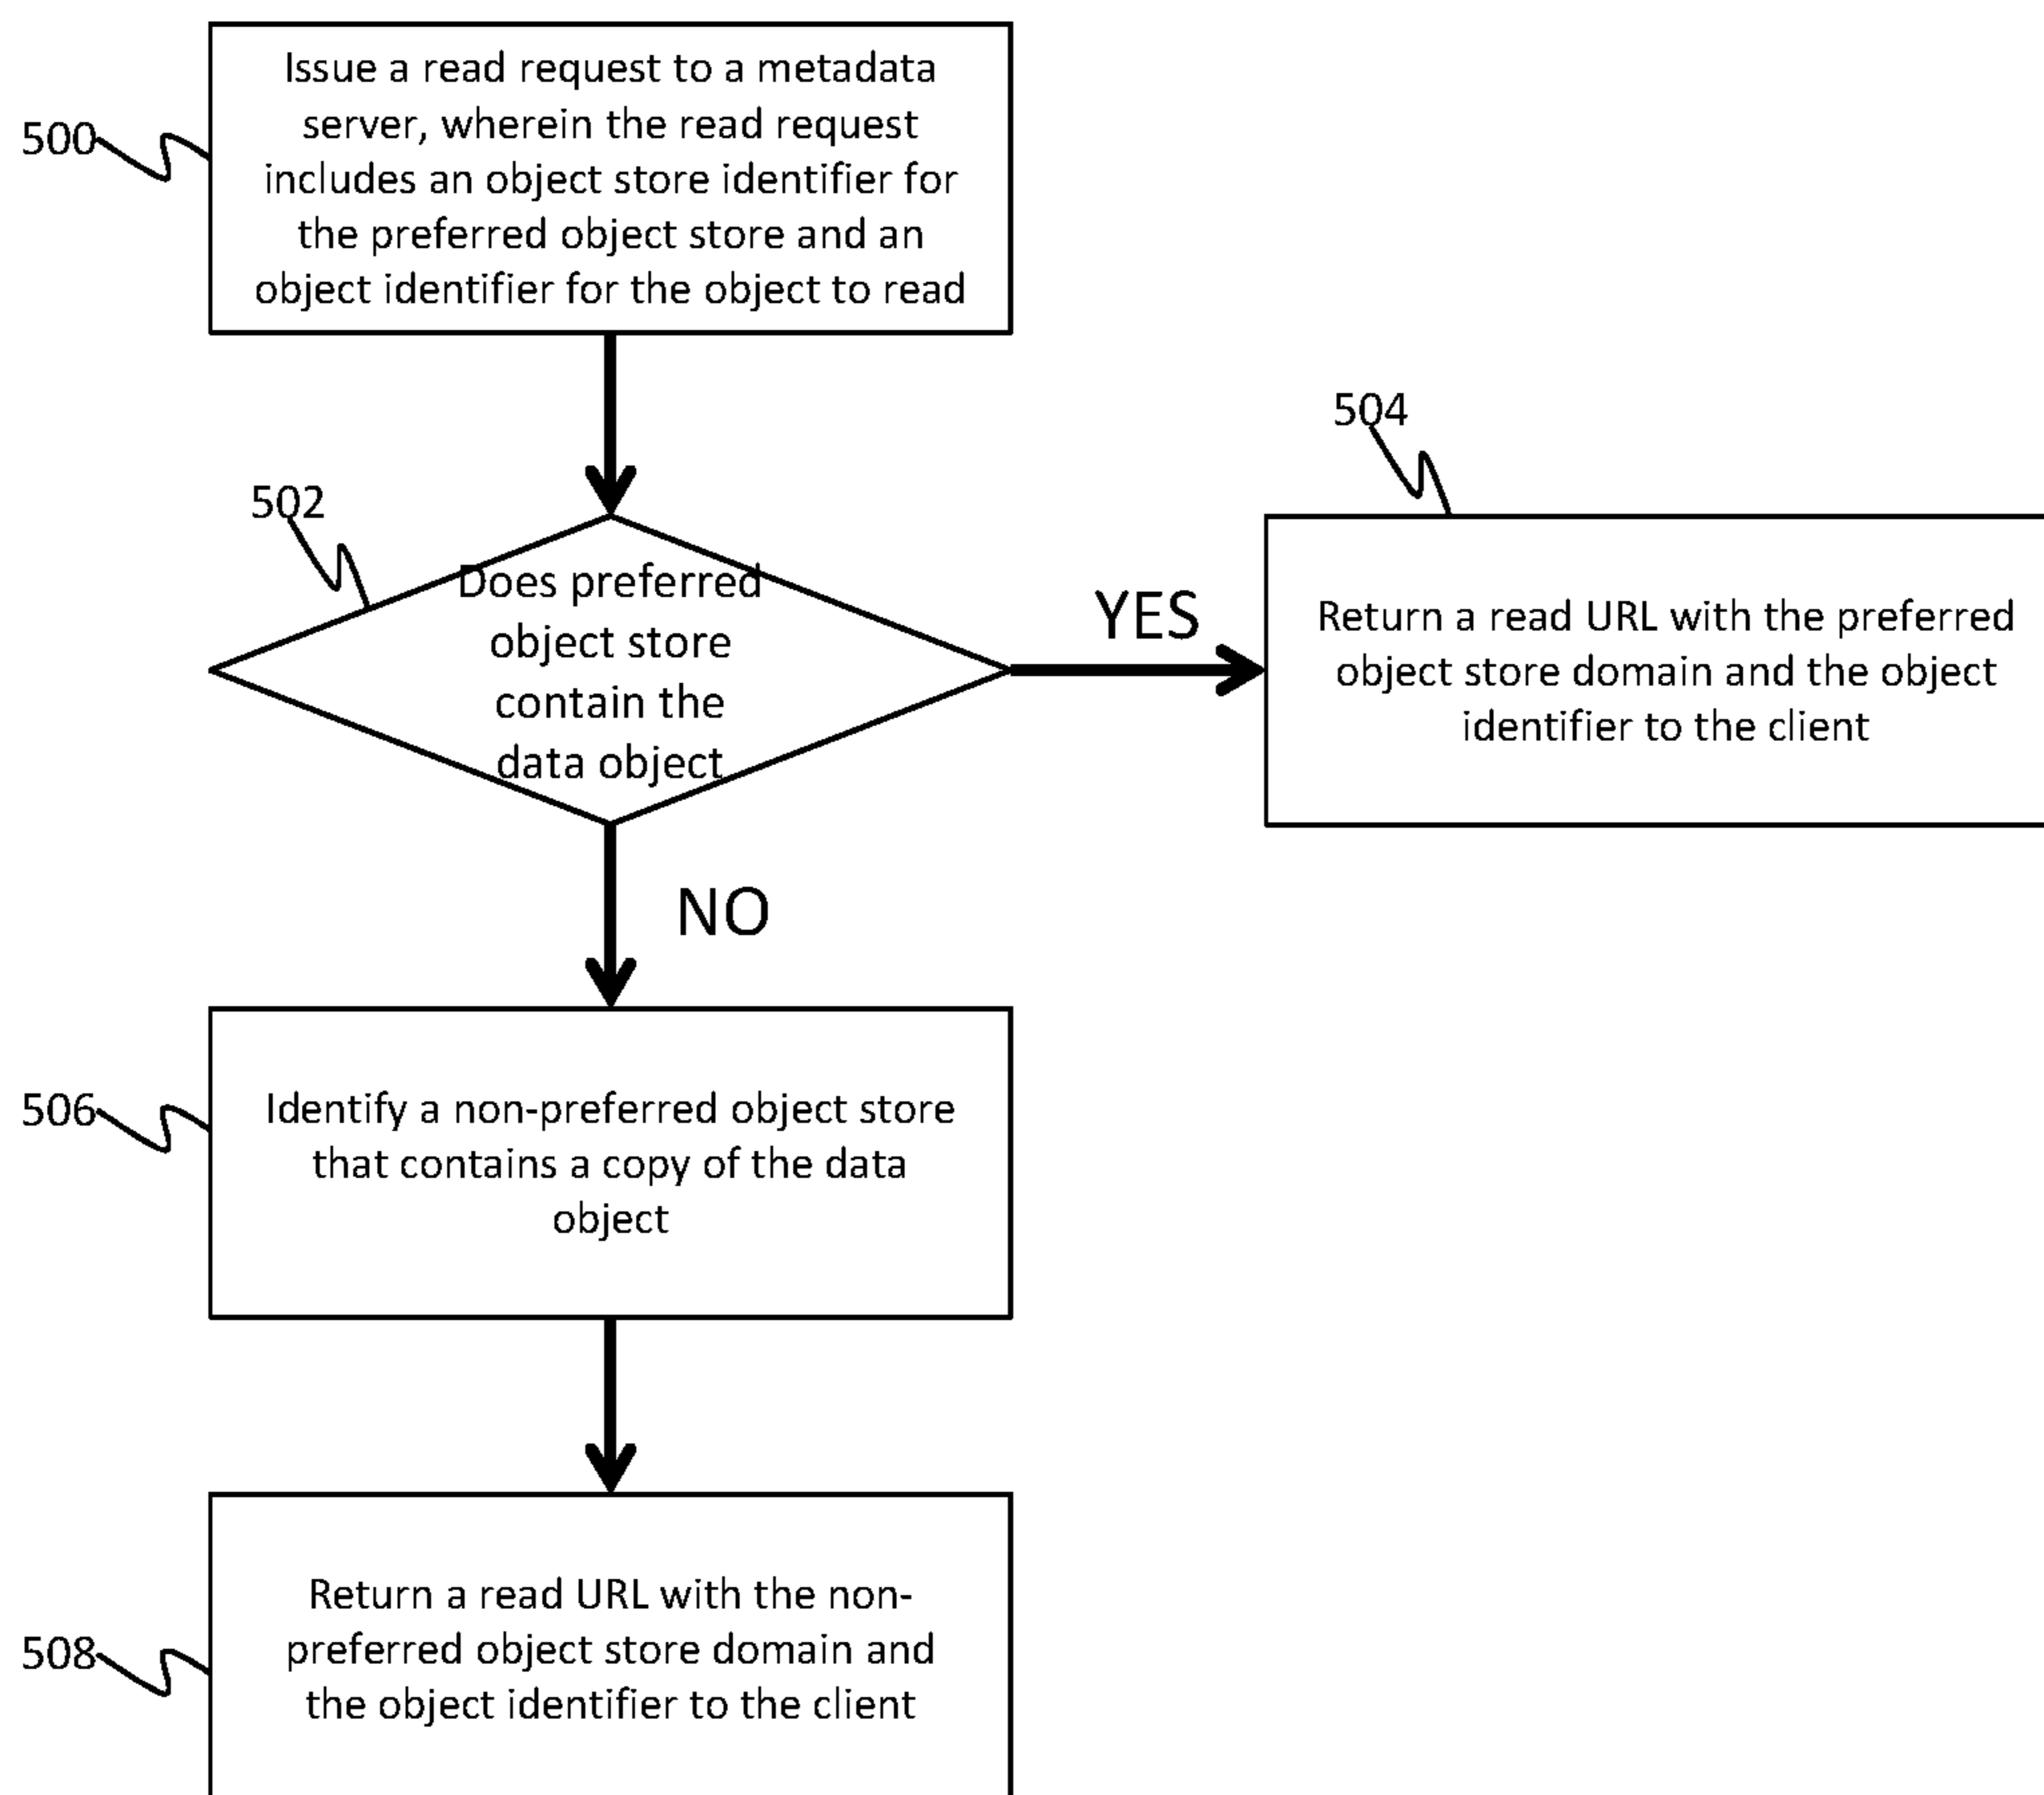 500
Issue a read request to a metadata
server, wherein the read request
includes an object store identifier for
the preferred object store and an
object identifier for the object to read
502
Does preferred
object store
contain the
data object
YES
504
Return a read URL with the preferred
object store domain and the object
identifier to the client
NO
506
Identify a non-preferred object store
that contains a copy of the data
object
508
Return a read URL with the non-
preferred object store domain and
the object identifier to the client